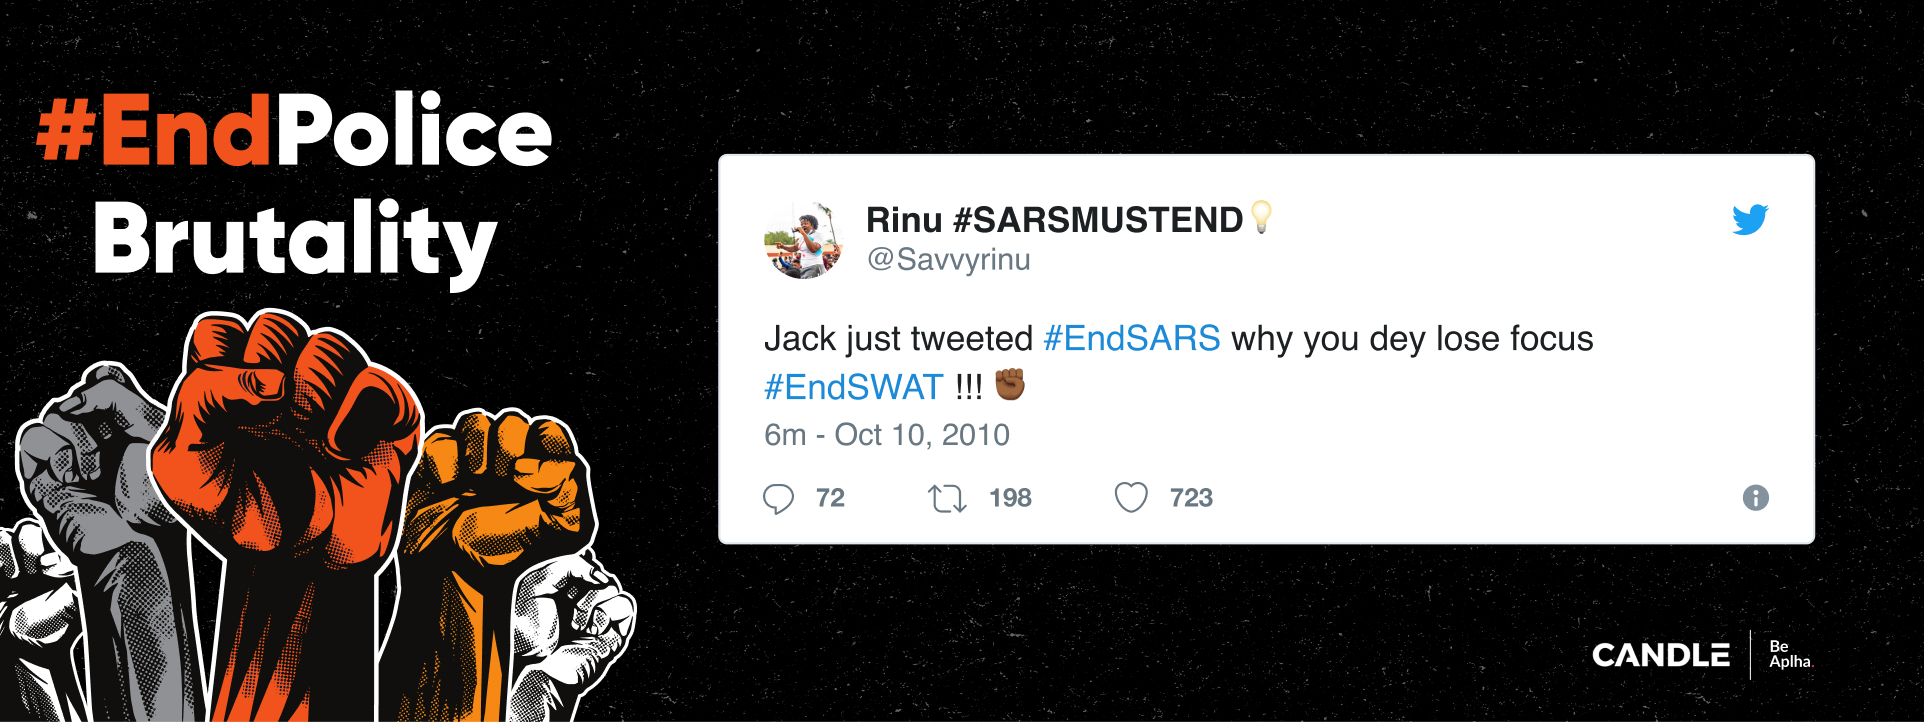 #EndPolice
Brutality
Rinu #SARSMUSTEND
@Savvyrinu
Jack just tweeted #EndSARS why you dey lose focus
#EndSWAT !!! ✊🏾
6m - Oct 10, 2010
72 198 723
CANDLE
Be
Aplha.